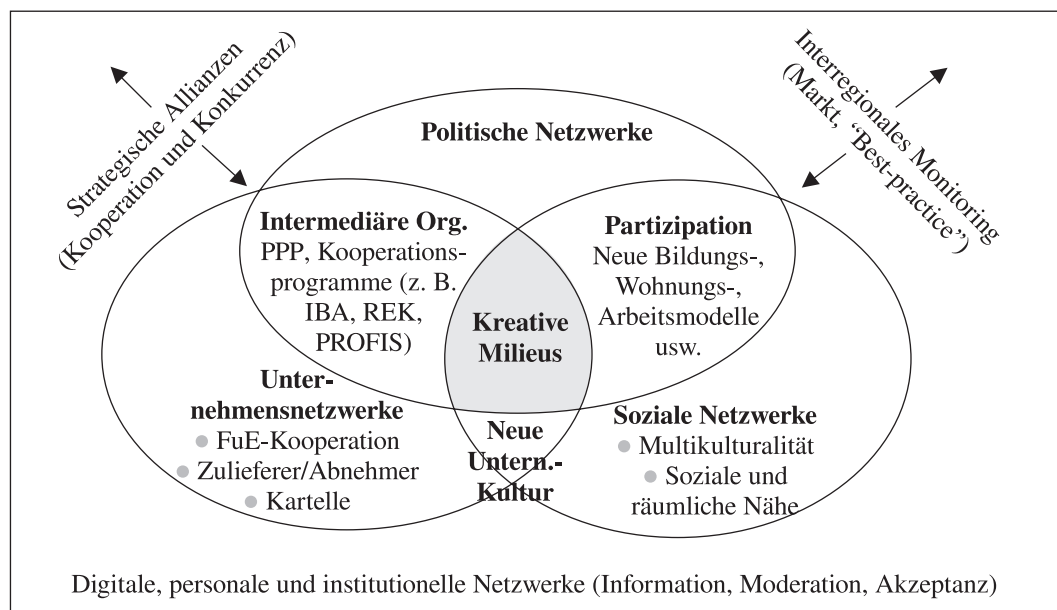 Strategische Allianzen
(Kooperation und Konkurrenz)
Interregionales Monitoring
(Markt, “Best-practice”)
Politische Netzwerke
Intermediäre Org.
PPP, Kooperations-
programme (z. B.
IBA, REK,
PROFIS)
Partizipation
Neue Bildungs-,
Wohnungs-,
Arbeitsmodelle
usw.
Kreative
Milieus
Unter-
nehmensnetzwerke
● FuE-Kooperation
● Zulieferer/Abnehmer
● Kartelle
Neue
Untern.-
Kultur
Soziale Netzwerke
● Multikulturalität
● Soziale und
räumliche Nähe
Digitale, personale und institutionelle Netzwerke (Information, Moderation, Akzeptanz)